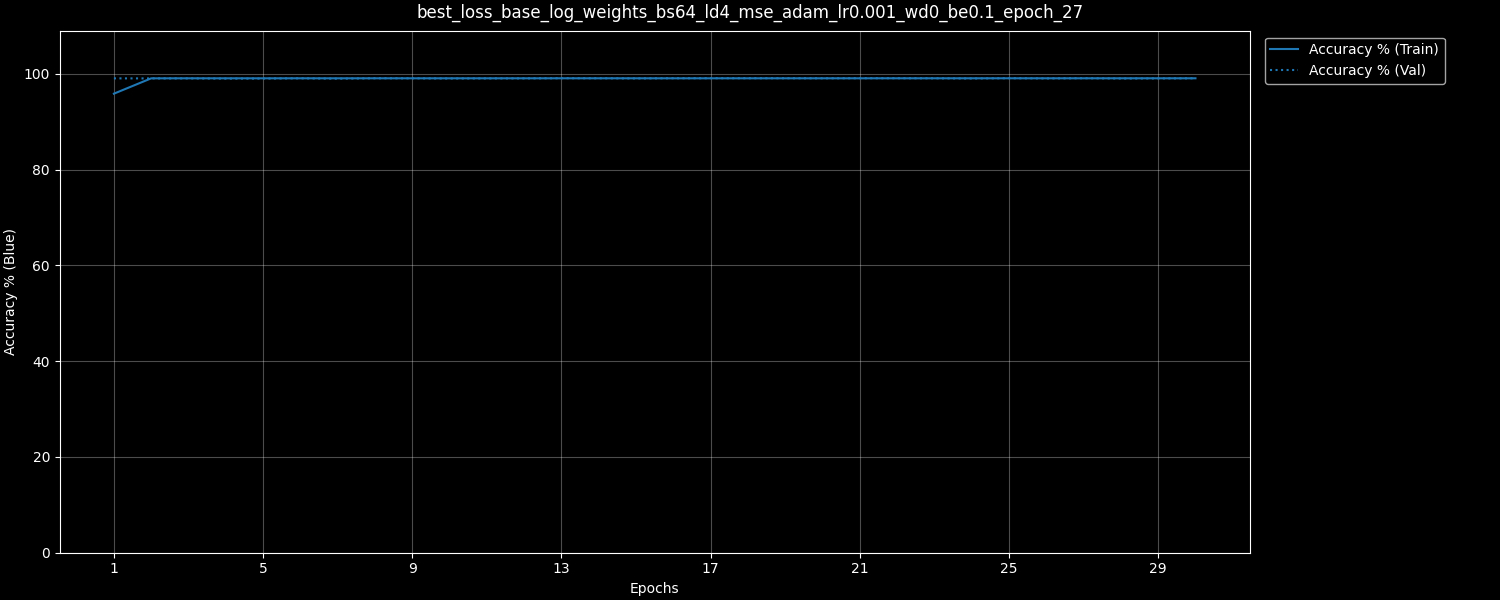 best_loss_base_log_weights_bs64_ld4_mse_adam_lr0.001_wd0_be0.1_epoch_27
Accuracy % (Train)
Accuracy % (Val)
Accuracy % (Blue)
100
80
60
40
20
0
1 5 9 13 17 21 25 29
Epochs